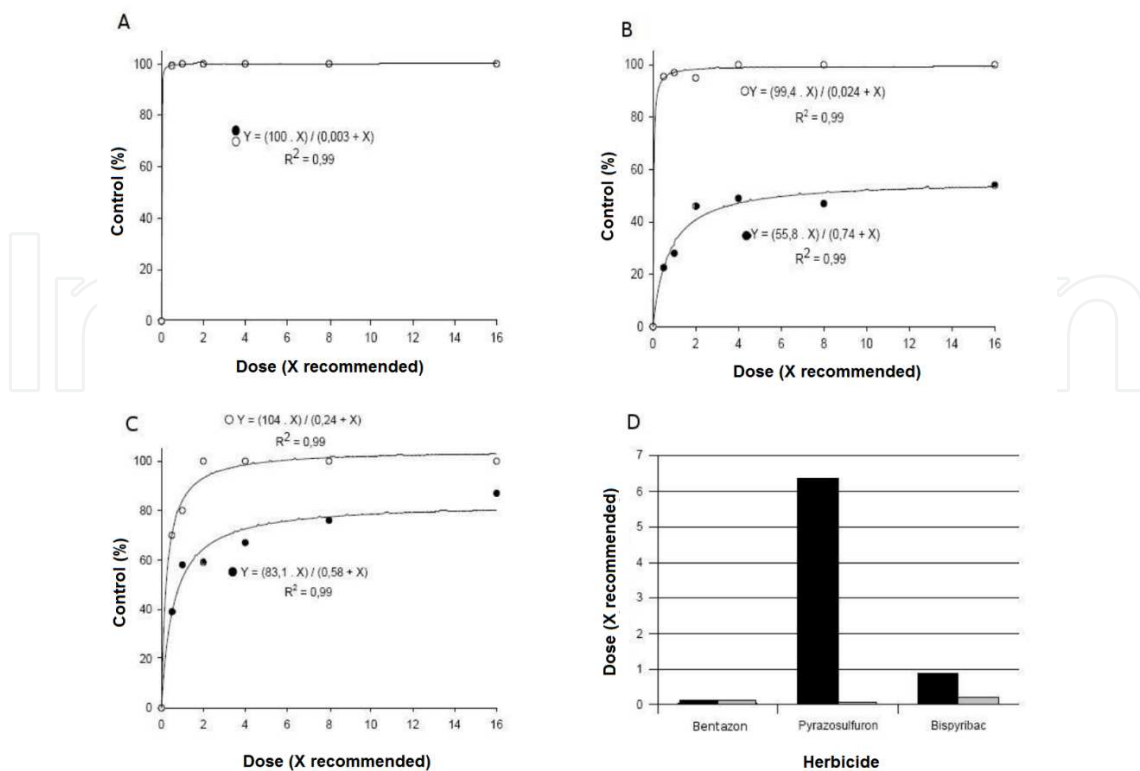 A
100
80
60
40
20
0
Control (%)
Y = (100 . X) / (0,003 + X)
R2 = 0,99
0 2 4 6 8 10 12 14 16
Dose (X recommended)
B
100
80
60
40
20
0
Control (%)
Y = (99,4 . X) / (0,024 + X)
R2 = 0,99
Y = (55,8 . X) / (0,74 + X)
R2 = 0,99
0 2 4 6 8 10 12 14 16
Dose (X recommended)
C
Y = (104 . X) / (0,24 + X)
R2 = 0,99
100
80
60
40
20
0
Control (%)
Y = (83,1 . X) / (0,58 + X)
R2 = 0,99
0 2 4 6 8 10 12 14 16
Dose (X recommended)
D
7
6
5
4
3
2
1
0
Dose (X recommended)
Bentazon Pyrazosulfuron Bispyribac
Herbicide